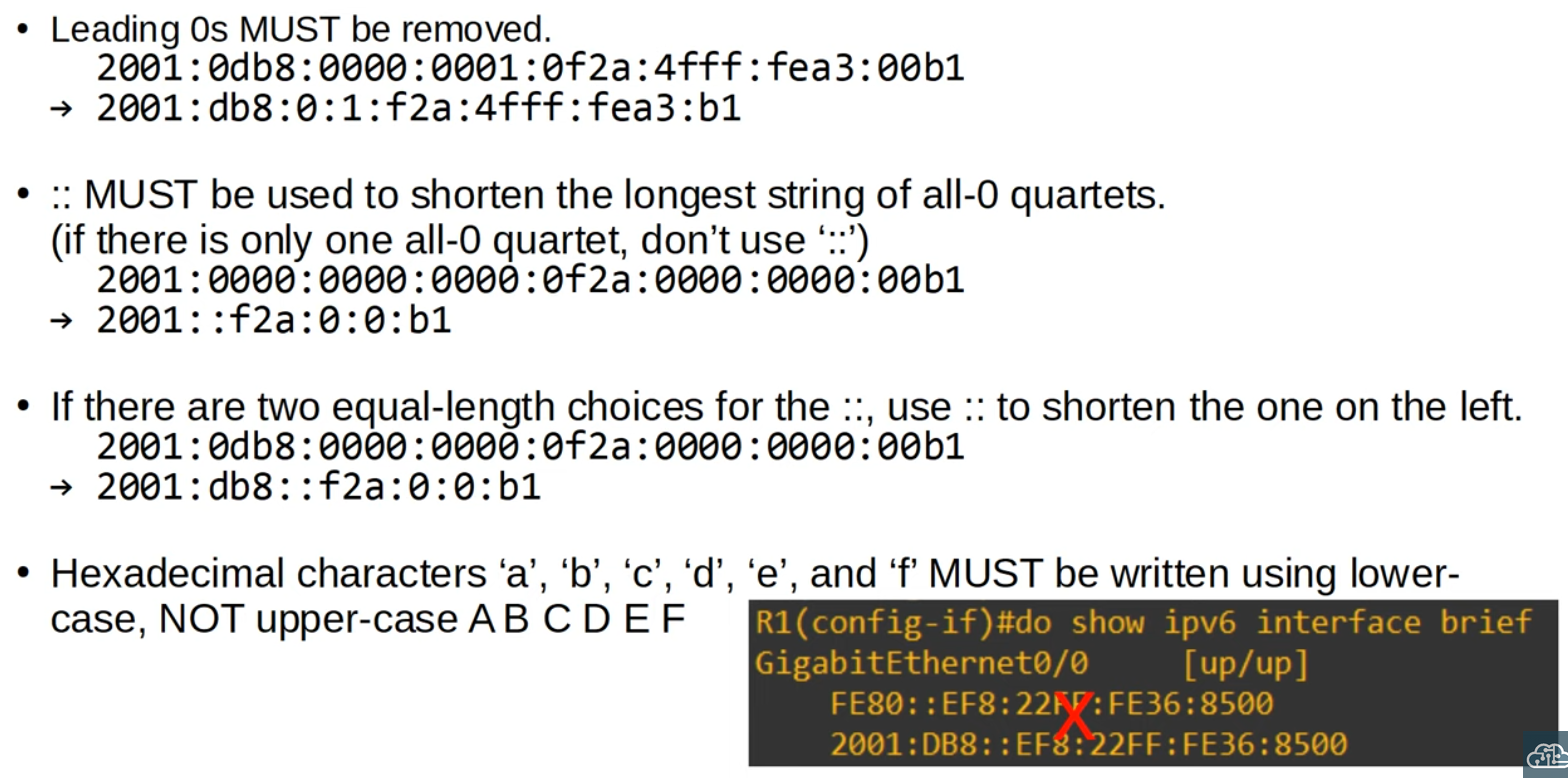 • Leading 0s MUST be removed.
2001:0db8:0000:0001:0f2a:4fff:fea3:00b1
→ 2001:db8:0:1:f2a:4fff:fea3:b1
• :: MUST be used to shorten the longest string of all-0 quartets.
(if there is only one all-0 quartet, don’t use ‘::’)
2001:0000:0000:0000:0f2a:0000:0000:00b1
→ 2001::f2a:0:0:b1
• If there are two equal-length choices for the ::, use :: to shorten the one on the left.
2001:0db8:0000:0000:0f2a:0000:0000:00b1
→ 2001:db8::f2a:0:0:b1
• Hexadecimal characters ‘a’, ‘b’, ‘c’, ‘d’, ‘e’, and ‘f’ MUST be written using lower-
case, NOT upper-case A B C D E F
R1(config-if)#do show ipv6 interface brief
GigabitEthernet0/0 [up/up]
FE80::EF8:22FF:FE36:8500
2001:DB8::EF8:22FF:FE36:8500